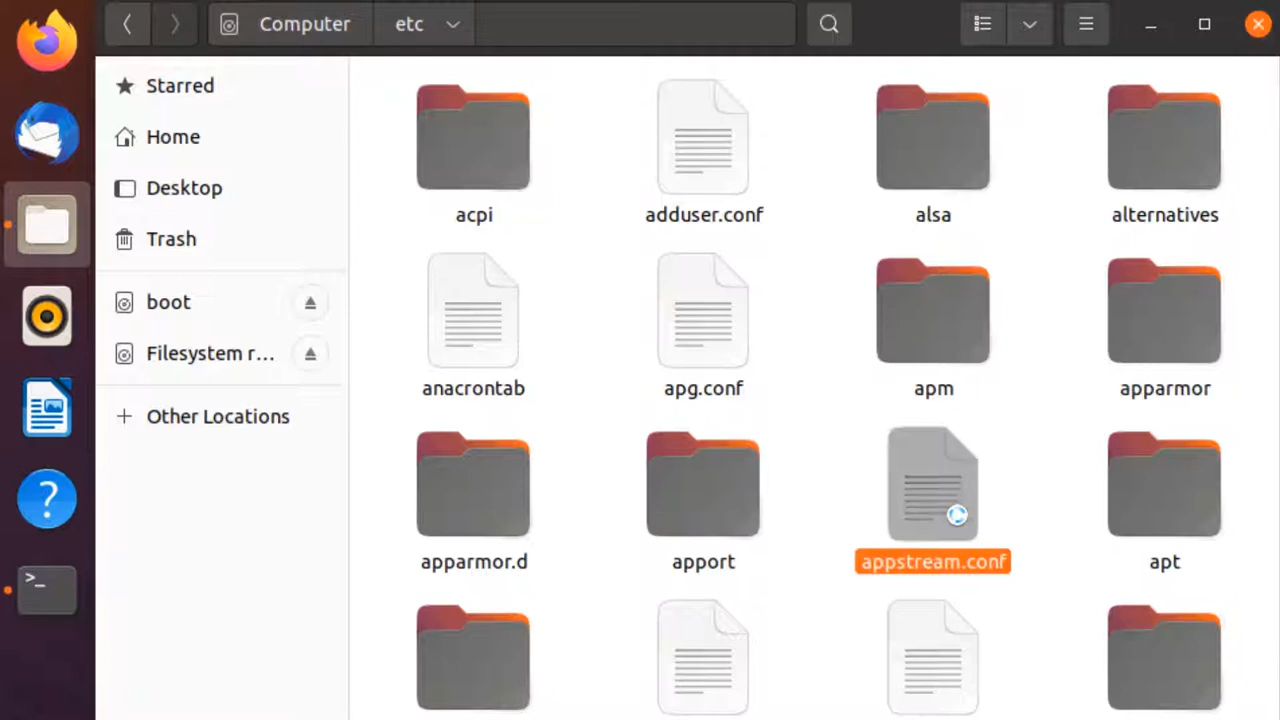 Computer
etc
Starred
Home
Desktop
Trash
boot
Filesystem r...
Other Locations
acpi
adduser.conf
alsa
alternatives
anacrontab
apg.conf
apm
apparmor
apparmor.d
apport
appstream.conf
apt
?
>_